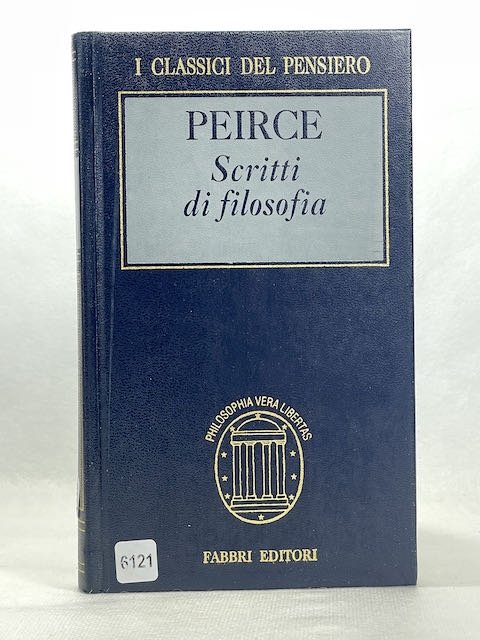 I CLASSICI DEL PENSIERO
PEIRCE
Scritti
di filosofia
PHILOSOPHIA VERA LIBERTAS
FABBRI EDITORI
6121